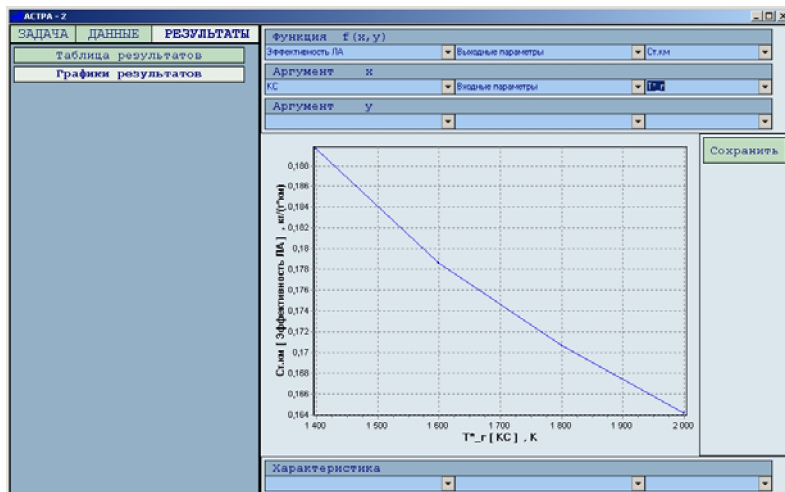 АСТРА - 2
ЗАДАЧА ДАННЫЕ РЕЗУЛЬТАТЫ
Таблица результатов
Графики результатов
Функция f(x,y)
Эффективность ЛА Выходные параметры Ст.км
Аргумент x
КС Входные параметры T*_г
Аргумент y
Сохранить
Ст.км [ Эффективность ЛА ] , кг/(т*км)
0,188
0,186
0,184
0,182
0,18
0,178
0,176
0,174
0,172
0,17
0,168
0,166
0,164
1 400 1 500 1 600 1 700 1 800 1 900 2 000
T*_г [ КС ] , К
Характеристика